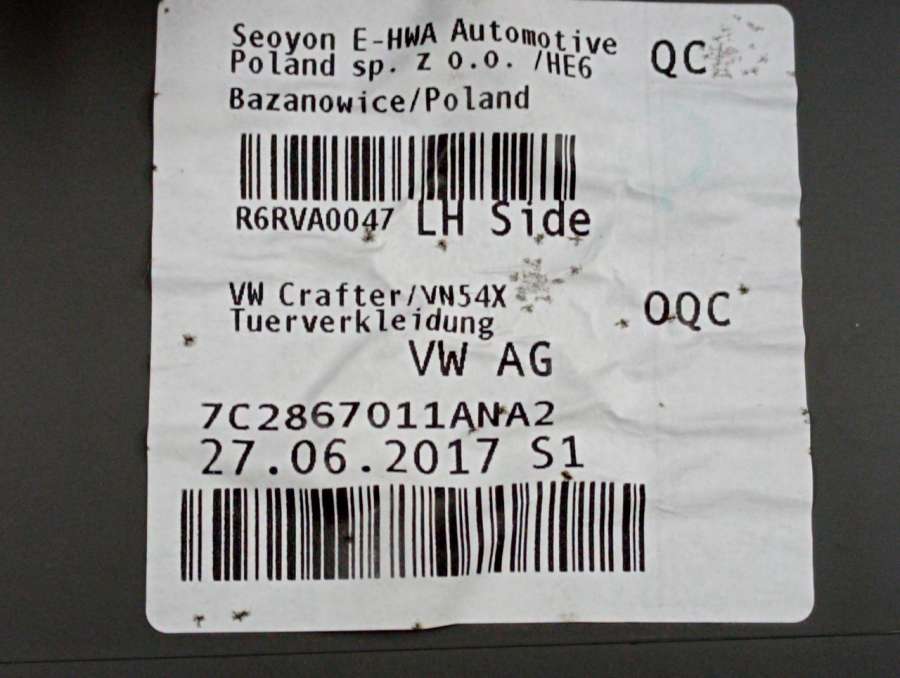 Seoyon E-HWA Automotive
Poland sp. z o.o. /HE6
QC
Bazanowice/Poland
R6RVA0047 LH Side
VW Crafter/VN54X
Tuerverkleidung
OQC
VW AG
7C2867011ANA2
27.06.2017 S1